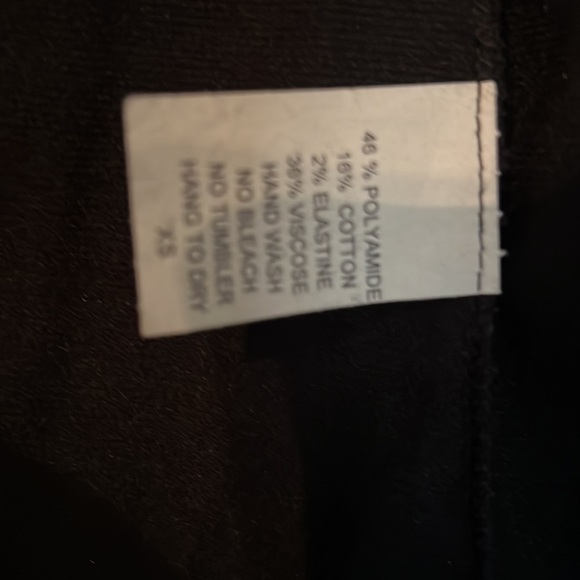 46 % POLYAMIDE
16% COTTON
2% ELASTINE
36% VISCOSE
HAND WASH
NO BLEACH
NO TUMBLER
HANG TO DRY
XS